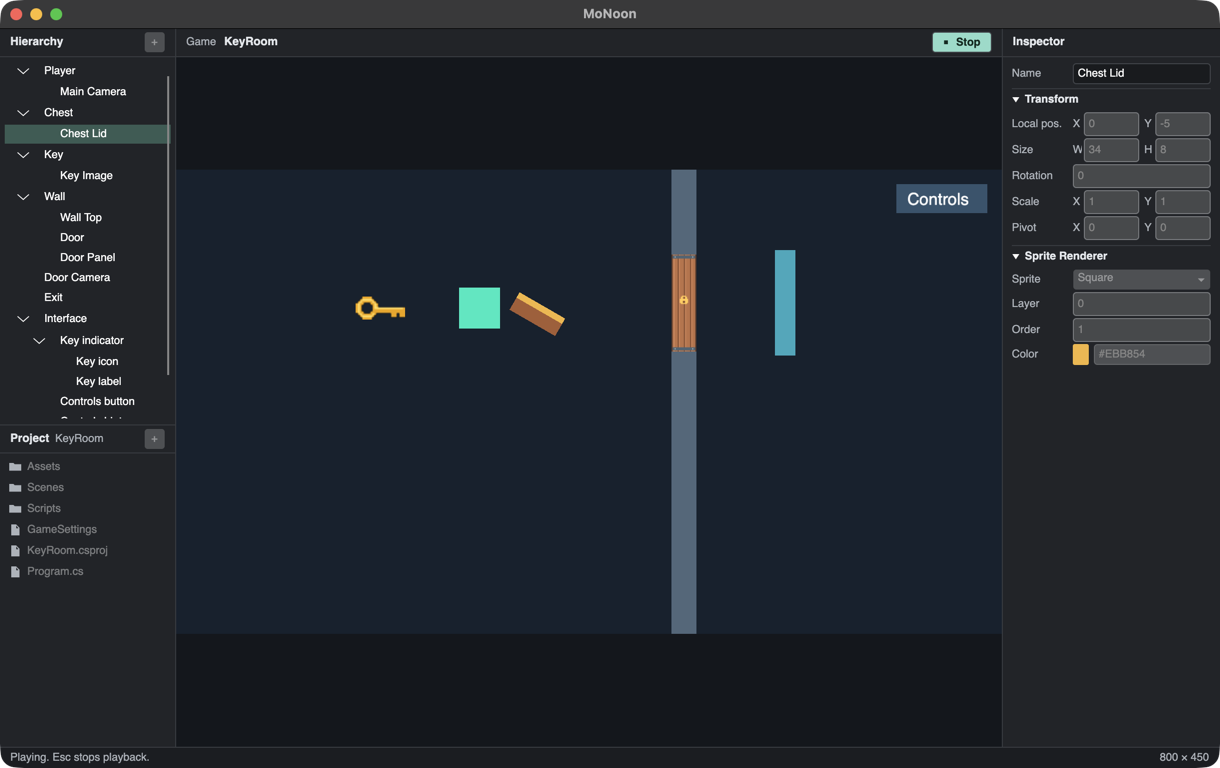 MoNoon
Hierarchy +
Game KeyRoom
Stop
Inspector
Player
Main Camera
Chest
Chest Lid
Key
Key Image
Wall
Wall Top
Door
Door Panel
Door Camera
Exit
Interface
Key indicator
Key icon
Key label
Controls button
Project KeyRoom +
Assets
Scenes
Scripts
GameSettings
KeyRoom.csproj
Program.cs
Controls
Name Chest Lid
Transform
Local pos. X 0 Y -5
Size W 34 H 8
Rotation 0
Scale X 1 Y 1
Pivot X 0 Y 0
Sprite Renderer
Sprite Square
Layer 0
Order 1
Color #EBB854
Playing. Esc stops playback.
800 × 450